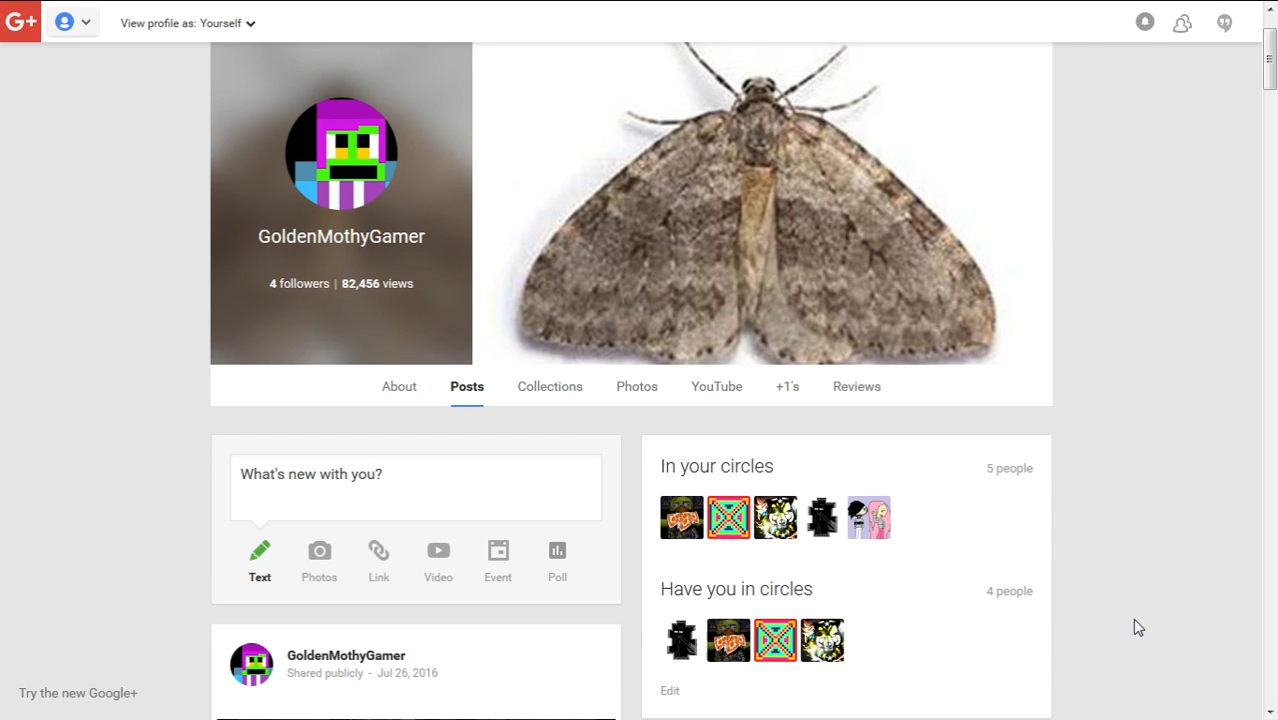 G+
View profile as: Yourself
GoldenMothyGamer
4 followers | 82,456 views
About Posts Collections Photos YouTube +1's Reviews
What's new with you?
Text Photos Link Video Event Poll
In your circles 5 people
Have you in circles 4 people
Edit
GoldenMothyGamer
Shared publicly - Jul 26, 2016
Try the new Google+